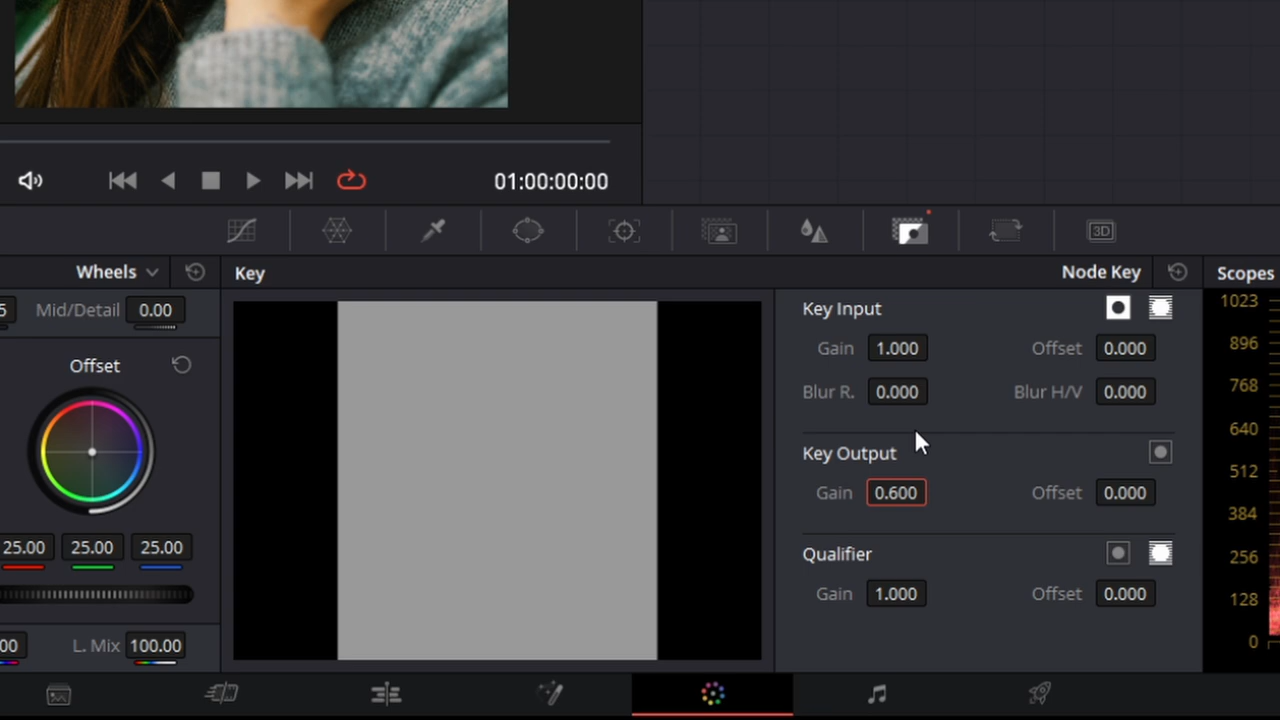 01:00:00:00
3D
Wheels
Key
Node Key
Scopes
5 Mid/Detail 0.00
Key Input
1023
896
768
640
512
384
256
128
0
Gain 1.000 Offset 0.000
Offset
Blur R. 0.000 Blur H/V 0.000
Key Output
Gain 0.600 Offset 0.000
25.00 25.00 25.00
Qualifier
Gain 1.000 Offset 0.000
00 L. Mix 100.00